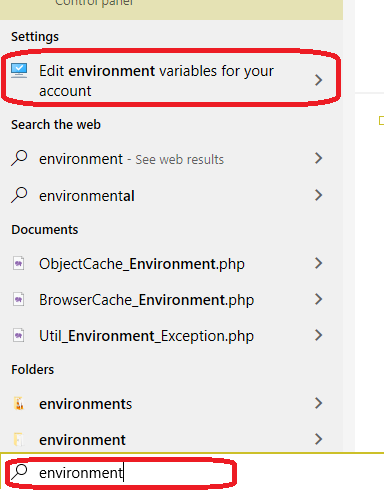 Control panel
Settings
Edit environment variables for your
account
Search the web
environment - See web results
environmental
Documents
ObjectCache_Environment.php
BrowserCache_Environment.php
Util_Environment_Exception.php
Folders
environments
environment
environment